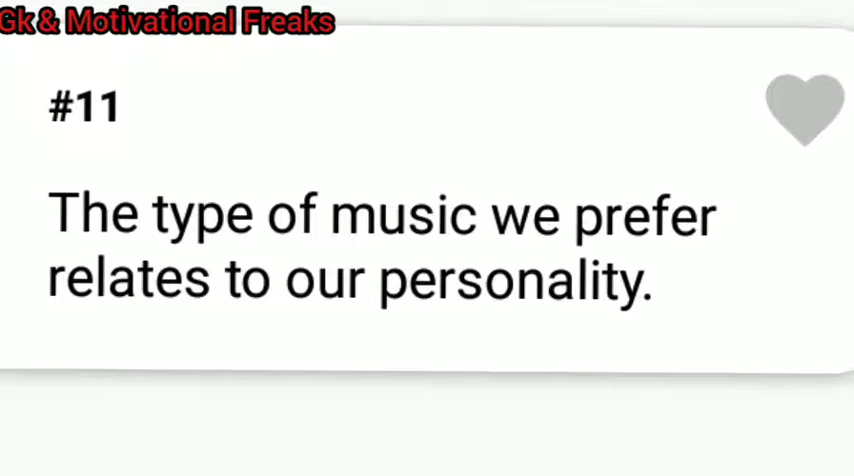 Gk & Motivational Freaks
#11
The type of music we prefer
relates to our personality.